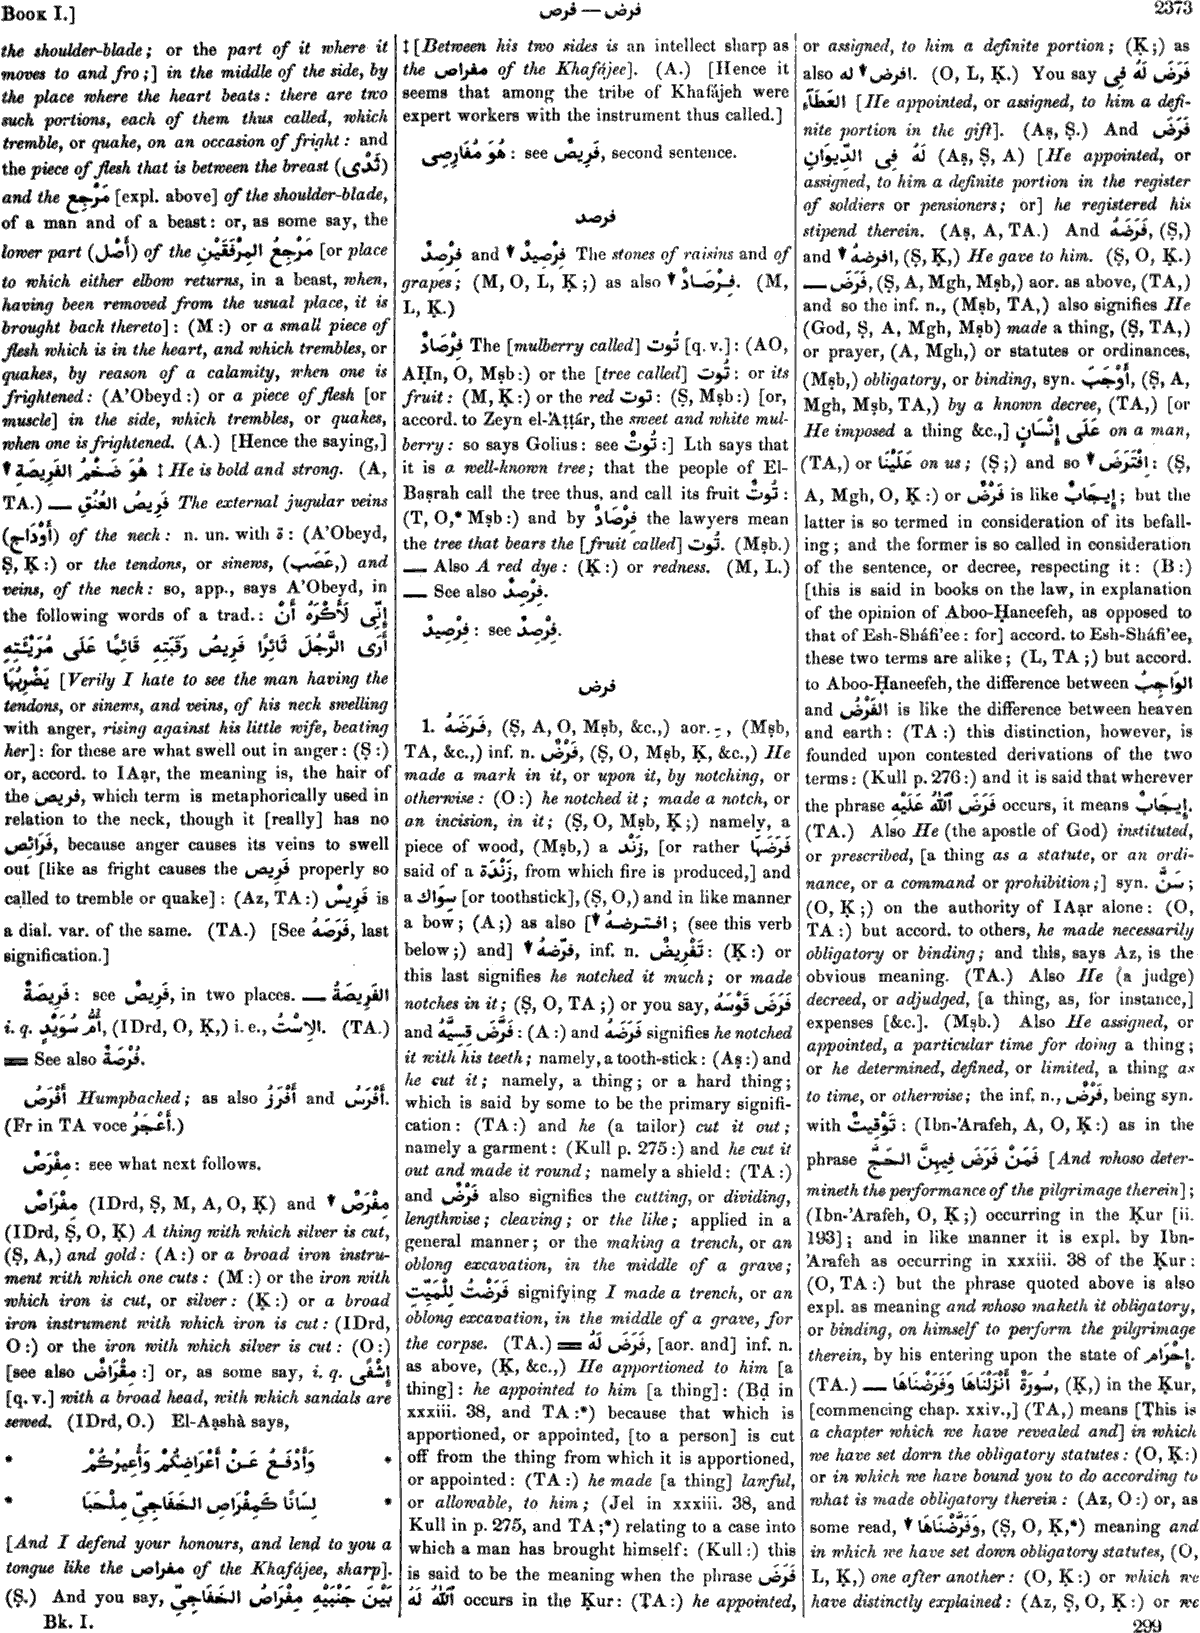 BOOK I.]
فرص — فرض
2373
the shoulder-blade; or the part of it where it
moves to and fro;] in the middle of the side, by
the place where the heart beats: there are two
such portions, each of them thus called, which
tremble, or quake, on an occasion of fright: and
the piece of flesh that is between the breast (ثَدْى)
and the مَرْجِع [expl. above] of the shoulder-blade,
of a man and of a beast: or, as some say, the
lower part (أَصْل) of the مَرْجِعُ المِرْفَقَيْنِ [or place
to which either elbow returns, in a beast, when,
having been removed from the usual place, it is
brought back thereto]: (M:) or a small piece of
flesh which is in the heart, and which trembles, or
quakes, by reason of a calamity, when one is
frightened: (A'Obeyd:) or a piece of flesh [or
muscle] in the side, which trembles, or quakes,
when one is frightened. (A.) [Hence the saying,]
هُوَ ضَخْمُ الفَرِيصَةِ ‡ He is bold and strong. (A,
TA.) — فَرِيصُ العُنُقِ The external jugular veins
(أَوْدَاج) of the neck: n. un. with ة: (A'Obeyd,
Ṣ, Ḳ:) or the tendons, or sinews, (عَصَب,) and
veins, of the neck: so, app., says A'Obeyd, in
the following words of a trad.: إِنِّى لَأَكْرَهُ أَنْ
أَرَى الرَّجُلَ ثَائِرًا فَرِيصُ رَقَبَتِهِ قَائِمًا عَلَى مُرَيْئَتِهِ
يَضْرِبُهَا [Verily I hate to see the man having the
tendons, or sinews, and veins, of his neck swelling
with anger, rising against his little wife, beating
her]: for these are what swell out in anger: (Ṣ:)
or, accord. to IAạr, the meaning is, the hair of
the فريص, which term is metaphorically used in
relation to the neck, though it [really] has no
فَرَائِص, because anger causes its veins to swell
out [like as fright causes the فَرِيص properly so
called to tremble or quake]: (Az, TA:) فَرِيسٌ is
a dial. var. of the same. (TA.) [See فَرَصَهُ, last
signification.]
فَرِيصَةٌ: see فَرِيصٌ, in two places. — الفَرِيصَةُ
i. q. أُمُّ سُوَيْدٍ, (IDrd, O, Ḳ,) i. e., الاِسْتُ. (TA.)
═ See also فُرْصَةٌ.
أَفْرَصُ Humpbacked; as also أَفْرَزُ and أَفْرَسُ.
(Fr in TA voce أَعْجَرُ.)
مِفْرَصٌ: see what next follows.
مِفْرَاصٌ (IDrd, Ṣ, M, A, O, Ḳ) and ▼ مِفْرَصٌ
(IDrd, Ṣ, O, Ḳ) A thing with which silver is cut,
(Ṣ, A,) and gold: (A:) or a broad iron instru-
ment with which one cuts: (M:) or the iron with
which iron is cut, or silver: (Ḳ:) or a broad
iron instrument with which iron is cut: (IDrd,
O:) or the iron with which silver is cut: (O:)
[see also مِقْرَاضٌ:] or, as some say, i. q. إِشْفًى
[q. v.] with a broad head, with which sandals are
sewed. (IDrd, O.) El-Aạshà says,
* وَأَدْفَعُ عَنْ أَعْرَاضِكُمْ وَأُعِيرُكُمْ *
* لِسَانًا كَمِفْرَاصِ الخَفَاجِىِّ مِلْحَبَا *
[And I defend your honours, and lend to you a
tongue like the مفراص of the Khafájee, sharp].
(Ṣ.) And you say, بَيْنَ جَنْبَيْهِ مِفْرَاصُ الخَفَاجِىِّ
Bk. I.
‡ [Between his two sides is an intellect sharp as
the مفراص of the Khafájee]. (A.) [Hence it
seems that among the tribe of Khafájeh were
expert workers with the instrument thus called.]
هُوَ مُفَارِصِى: see فَرِيصٌ, second sentence.
فرصد
فِرْصِدٌ and ▼ فِرْصِيدٌ The stones of raisins and of
grapes; (M, O, L, Ḳ;) as also ▼ فِرْصَادٌ. (M,
L, Ḳ.)
فِرْصَادٌ The [mulberry called] تُوت [q. v.]: (AO,
AḤn, O, Mṣb:) or the [tree called] تُوت: or its
fruit: (M, Ḳ:) or the red توت: (Ṣ, Mṣb:) [or,
accord. to Zeyn el-'Aṭṭár, the sweet and white mul-
berry: so says Golius: see تُوتٌ:] Lth says that
it is a well-known tree; that the people of El-
Baṣrah call the tree thus, and call its fruit تُوتٌ:
(T, O,* Mṣb:) and by فِرْصَادٌ the lawyers mean
the tree that bears the [fruit called] تُوت. (Mṣb.)
— Also A red dye: (Ḳ:) or redness. (M, L.)
— See also فِرْصِدٌ.
فِرْصِيدٌ: see فِرْصِدٌ.
فرض
1. فَرَضَهُ, (Ṣ, A, O, Mṣb, &c.,) aor. ـِ, (Mṣb,
TA, &c.,) inf. n. فَرْضٌ, (Ṣ, O, Mṣb, Ḳ, &c.,) He
made a mark in it, or upon it, by notching, or
otherwise: (O:) he notched it; made a notch, or
an incision, in it; (Ṣ, O, Mṣb, Ḳ;) namely, a
piece of wood, (Mṣb,) a زَنْد, [or rather فَرَضَهَا
said of a زَنْدَة, from which fire is produced,] and
a سِوَاك [or toothstick], (Ṣ, O,) and in like manner
a bow; (A;) as also [▼ افترضهُ; (see this verb
below;) and] ▼ فرّضهُ, inf. n. تَفْرِيضٌ: (Ḳ:) or
this last signifies he notched it much; or made
notches in it; (Ṣ, O, TA;) or you say, فَرَضَ قَوْسَهُ
and فَرَّضَ قِسِيَّهُ: (A:) and فَرَضَهُ signifies he notched
it with his teeth; namely, a tooth-stick: (Aṣ:) and
he cut it; namely, a thing; or a hard thing;
which is said by some to be the primary signifi-
cation: (TA:) and he (a tailor) cut it out;
namely a garment: (Kull p. 275:) and he cut it
out and made it round; namely a shield: (TA:)
and فَرْضٌ also signifies the cutting, or dividing,
lengthwise; cleaving; or the like; applied in a
general manner; or the making a trench, or an
oblong excavation, in the middle of a grave;
فَرَضْتُ لِلْمَيِّتِ signifying I made a trench, or an
oblong excavation, in the middle of a grave, for
the corpse. (TA.) ═ فَرَضَ لَهُ, [aor. and] inf. n.
as above, (Ḳ, &c.,) He apportioned to him [a
thing]: he appointed to him [a thing]: (Bḍ in
xxxiii. 38, and TA:*) because that which is
apportioned, or appointed, [to a person] is cut
off from the thing from which it is apportioned,
or appointed: (TA:) he made [a thing] lawful,
or allowable, to him; (Jel in xxxiii. 38, and
Kull in p. 275, and TA;*) relating to a case into
which a man has brought himself: (Kull:) this
is said to be the meaning when the phrase فَرَضَ
ٱللّٰهُ لَهُ occurs in the Ḳur: (TA:) he appointed,
or assigned, to him a definite portion; (Ḳ;) as
also ▼ افرض له. (O, L, Ḳ.) You say فَرَضَ لَهُ فِى
العَطَآءِ [He appointed, or assigned, to him a defi-
nite portion in the gift]. (Aṣ, Ṣ.) And فَرَضَ
لَهُ فِى الدِّيوَانِ (Aṣ, Ṣ, A) [He appointed, or
assigned, to him a definite portion in the register
of soldiers or pensioners; or] he registered his
stipend therein. (Aṣ, A, TA.) And فَرَضَهُ, (Ṣ,)
and ▼ افرضهُ, (Ṣ, Ḳ,) He gave to him. (Ṣ, O, Ḳ.)
— فَرَضَ, (Ṣ, A, Mgh, Mṣb,) aor. as above, (TA,)
and so the inf. n., (Mṣb, TA,) also signifies He
(God, Ṣ, A, Mgh, Mṣb) made a thing, (Ṣ, TA,)
or prayer, (A, Mgh,) or statutes or ordinances,
(Mṣb,) obligatory, or binding, syn. أَوْجَبَ, (Ṣ, A,
Mgh, Mṣb, TA,) by a known decree, (TA,) [or
He imposed a thing &c.,] عَلَى إِنْسَانٍ on a man,
(TA,) or عَلَيْنَا on us; (Ṣ;) and so ▼ اِفْتَرَضَ: (Ṣ,
A, Mgh, O, Ḳ:) or فَرْضٌ is like إِيجَابٌ; but the
latter is so termed in consideration of its befall-
ing; and the former is so called in consideration
of the sentence, or decree, respecting it: (B:)
[this is said in books on the law, in explanation
of the opinion of Aboo-Ḥaneefeh, as opposed to
that of Esh-Sháfi'ee: for] accord. to Esh-Sháfi'ee,
these two terms are alike; (L, TA;) but accord.
to Aboo-Ḥaneefeh, the difference between الوَاجِبُ
and الفَرْضُ is like the difference between heaven
and earth: (TA:) this distinction, however, is
founded upon contested derivations of the two
terms: (Kull p. 276:) and it is said that wherever
the phrase فَرَضَ ٱللّٰهُ عَلَيْهِ occurs, it means إِيجَابٌ.
(TA.) Also He (the apostle of God) instituted,
or prescribed, [a thing as a statute, or an ordi-
nance, or a command or prohibition;] syn. سَنَّ;
(O, Ḳ;) on the authority of IAạr alone: (O,
TA:) but accord. to others, he made necessarily
obligatory or binding; and this, says Az, is the
obvious meaning. (TA.) Also He (a judge)
decreed, or adjudged, [a thing, as, for instance,]
expenses [&c.]. (Mṣb.) Also He assigned, or
appointed, a particular time for doing a thing;
or he determined, defined, or limited, a thing as
to time, or otherwise; the inf. n., فَرْضٌ, being syn.
with تَوْقِيتٌ: (Ibn-'Arafeh, A, O, Ḳ:) as in the
phrase فَمَنْ فَرَضَ فِيهِنَّ الحَجَّ [And whoso deter-
mineth the performance of the pilgrimage therein];
(Ibn-'Arafeh, O, Ḳ;) occurring in the Ḳur [ii.
193]; and in like manner it is expl. by Ibn-
'Arafeh as occurring in xxxiii. 38 of the Ḳur:
(O, TA:) but the phrase quoted above is also
expl. as meaning and whoso maketh it obligatory,
or binding, on himself to perform the pilgrimage
therein, by his entering upon the state of إِحْرَام.
(TA.) — سُورَةٌ أَنْزَلْنَاهَا وَفَرَضْنَاهَا, (Ḳ,) in the Ḳur,
[commencing chap. xxiv.,] (TA,) means [This is
a chapter which we have revealed and] in which
we have set down the obligatory statutes: (O, Ḳ:)
or in which we have bound you to do according to
what is made obligatory therein: (Az, O:) or, as
some read, ▼ وَفَرَّضْنَاهَا, (Ṣ, O, Ḳ,*) meaning and
in which we have set down obligatory statutes, (O,
L, Ḳ,) one after another: (O, Ḳ:) or which we
have distinctly explained: (Az, Ṣ, O, Ḳ:) or we
299